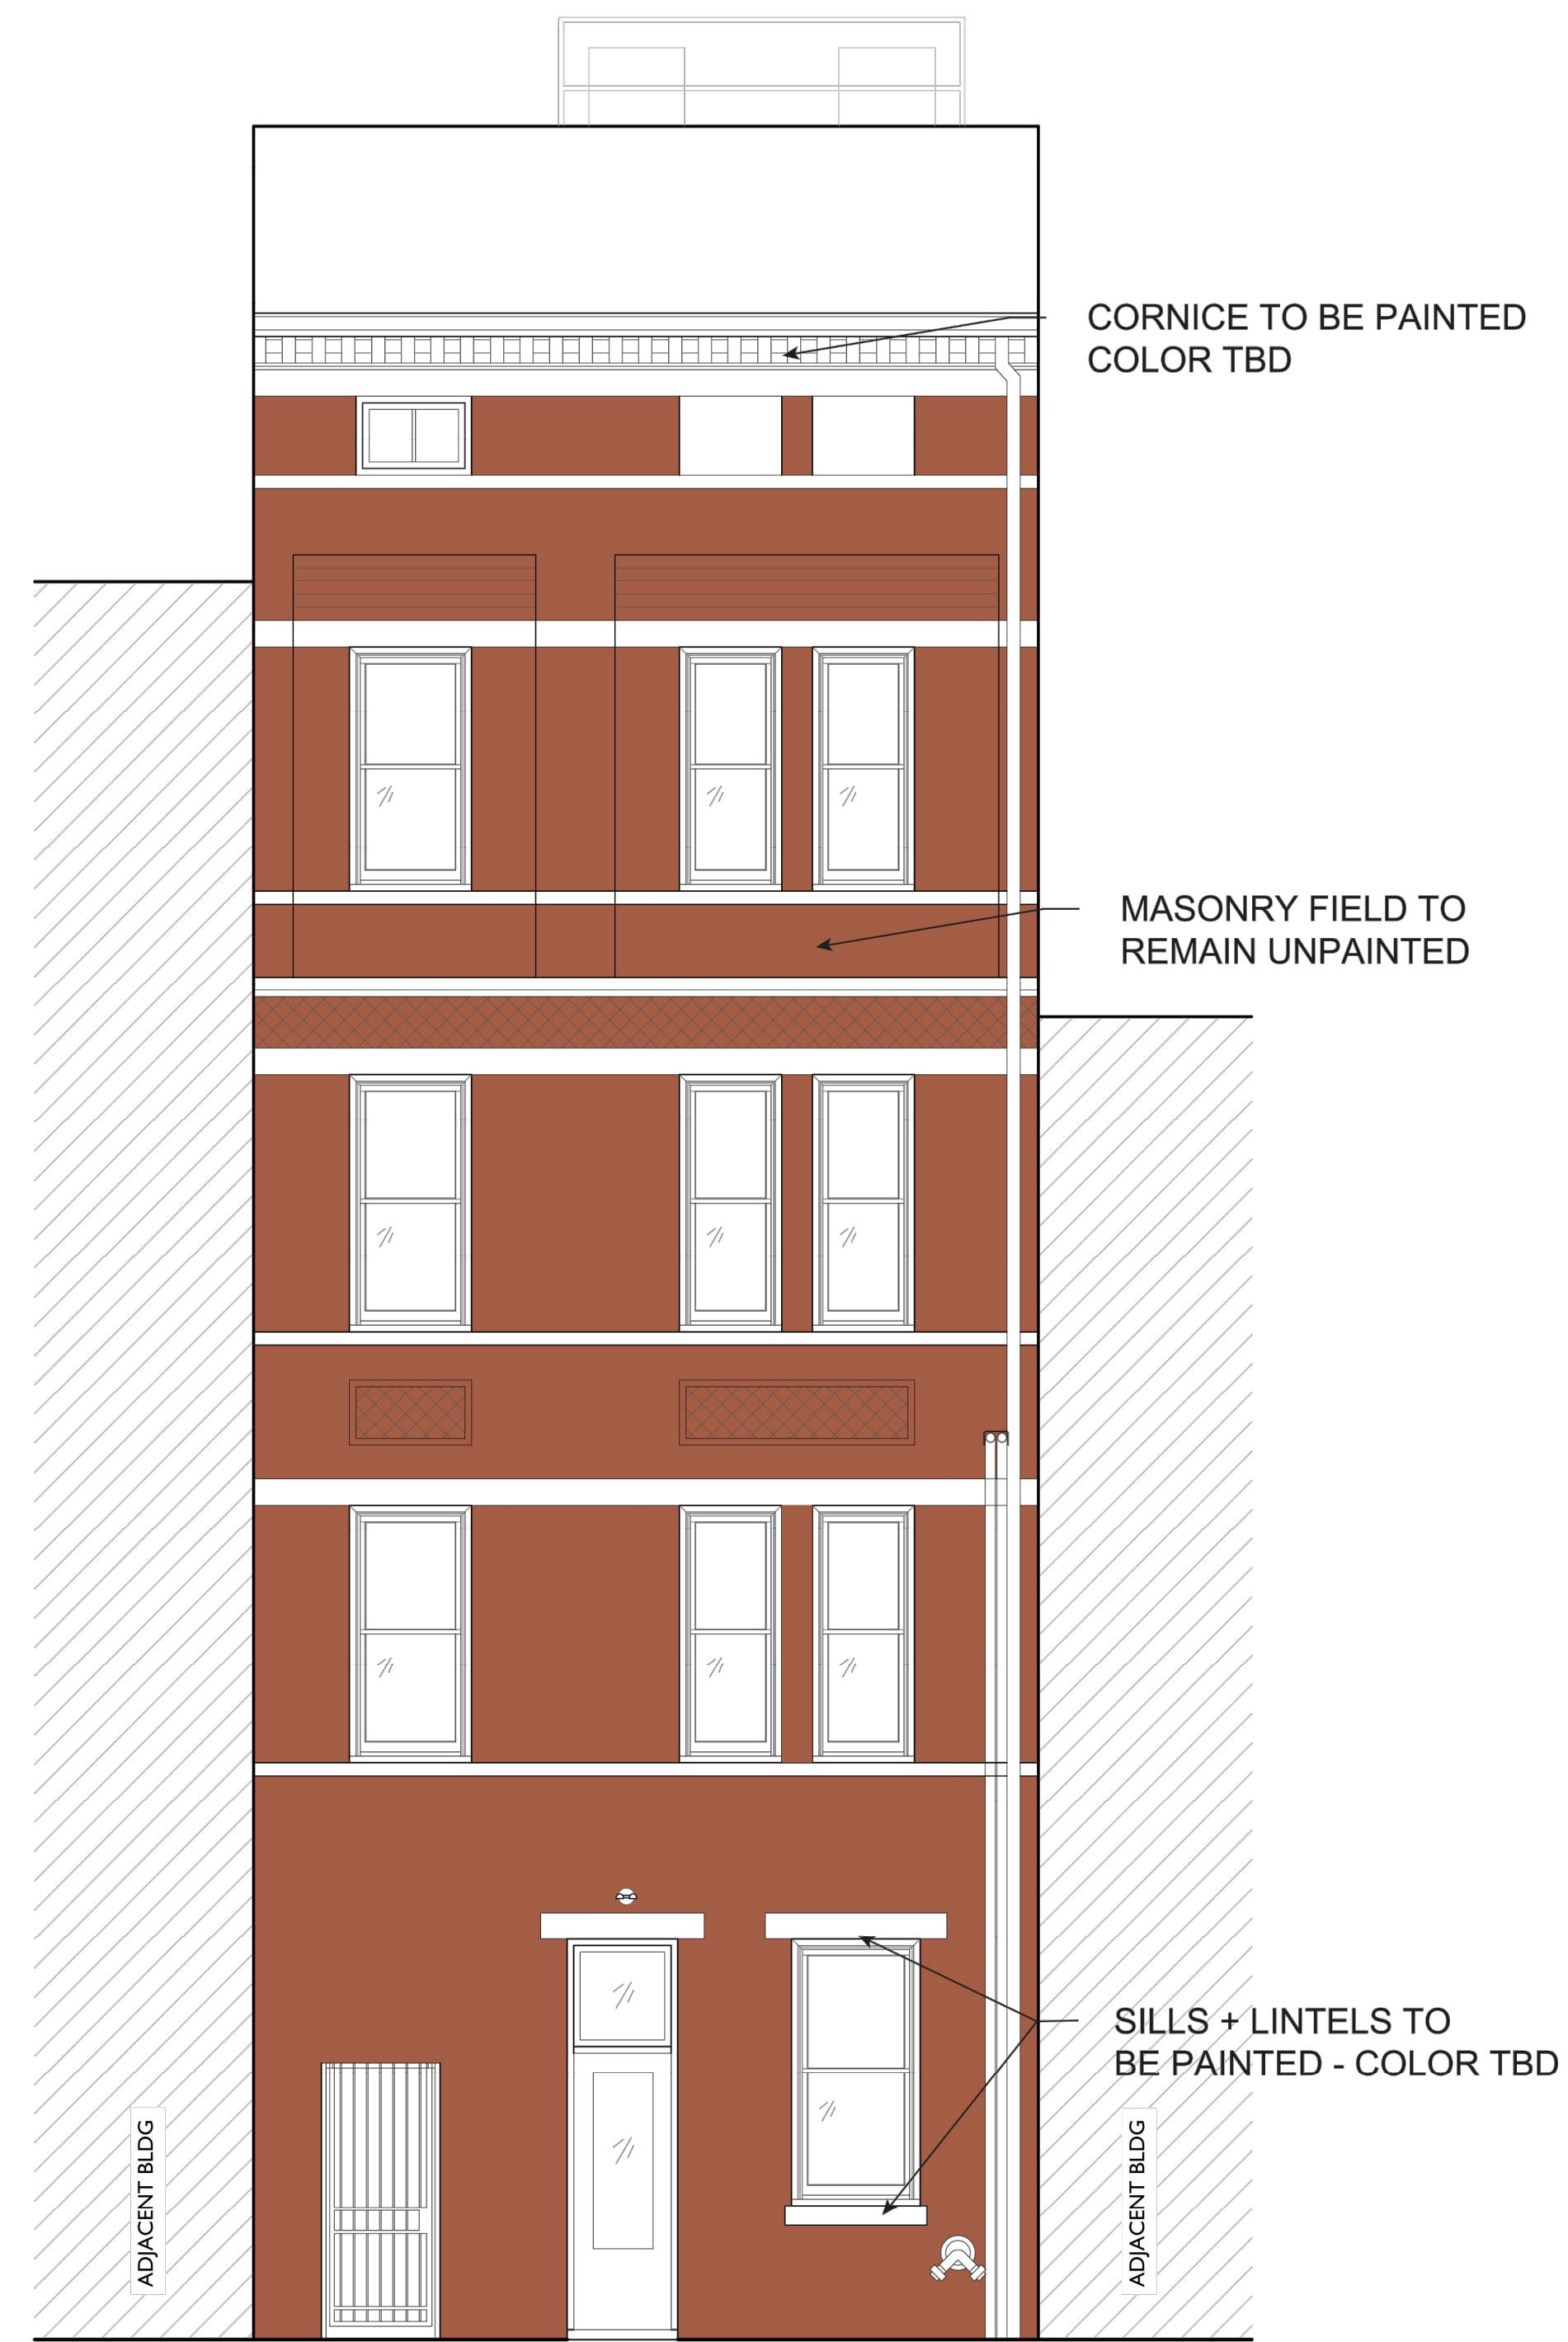 CORNICE TO BE PAINTED
COLOR TBD
MASONRY FIELD TO
REMAIN UNPAINTED
SILLS + LINTELS TO
BE PAINTED - COLOR TBD
ADJACENT BLDG
ADJACENT BLDG